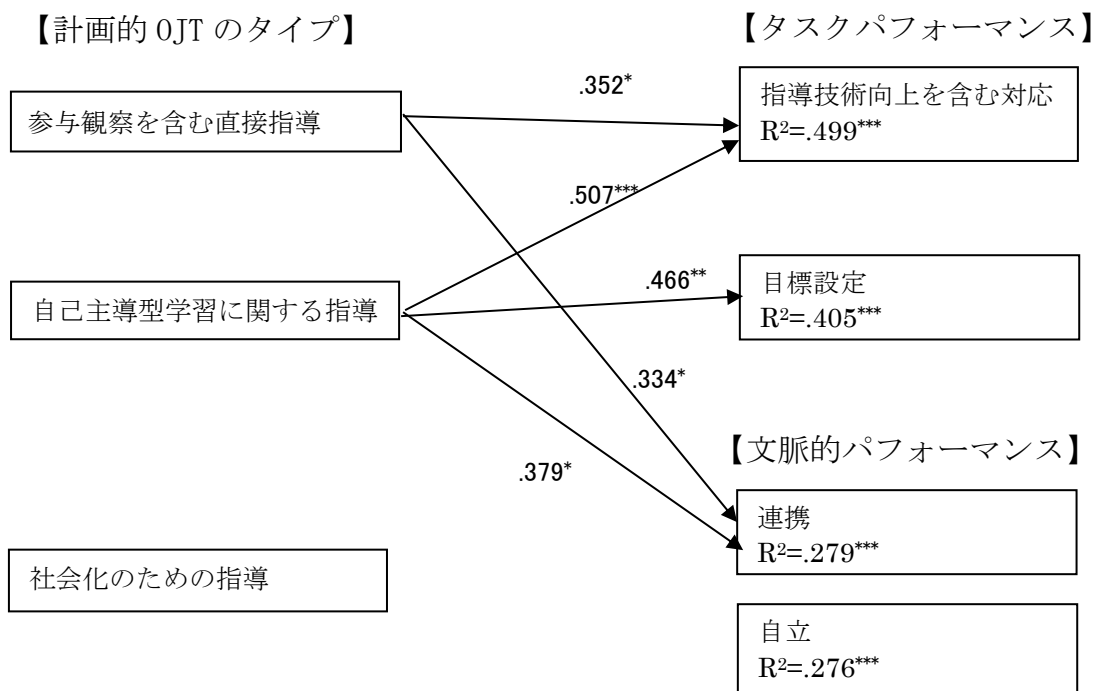 【計画的 OJT のタイプ】
【タスクパフォーマンス】
参与観察を含む直接指導
.352*
指導技術向上を含む対応
R²=.499***
.507***
自己主導型学習に関する指導
.466**
目標設定
R²=.405***
.334*
【文脈的パフォーマンス】
.379*
連携
R²=.279***
社会化のための指導
自立
R²=.276***